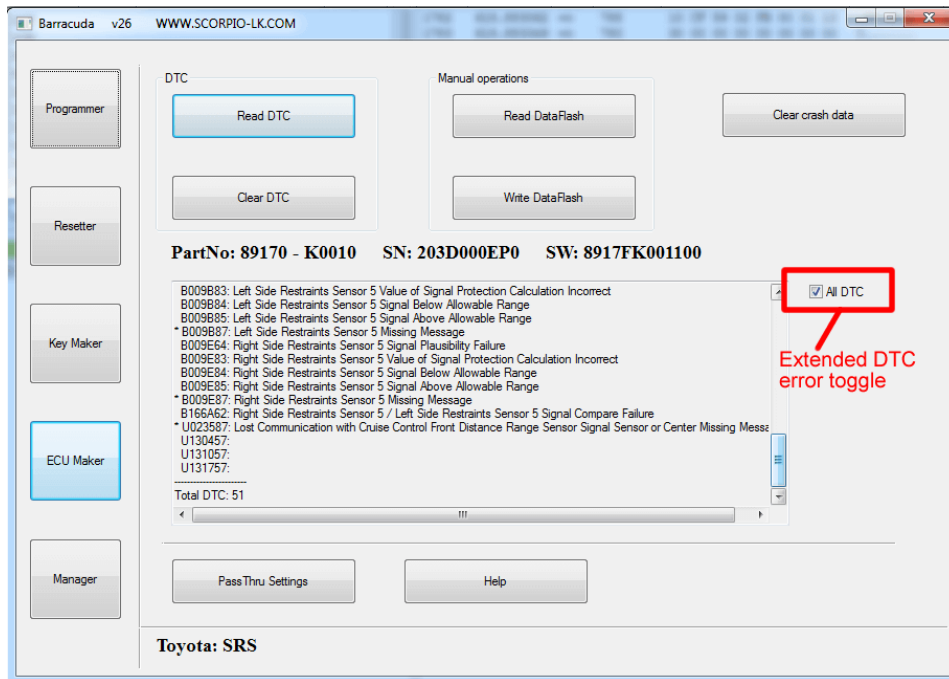 Barracuda v26 WWW.SCORPIO-LK.COM
Programmer
Resetter
Key Maker
ECU Maker
Manager
DTC
Read DTC
Clear DTC
Manual operations
Read DataFlash
Write DataFlash
Clear crash data
PartNo: 89170 - K0010 SN: 203D000EP0 SW: 8917FK001100
B009B83: Left Side Restraints Sensor 5 Value of Signal Protection Calculation Incorrect
B009B84: Left Side Restraints Sensor 5 Signal Below Allowable Range
B009B85: Left Side Restraints Sensor 5 Signal Above Allowable Range
* B009B87: Left Side Restraints Sensor 5 Missing Message
B009E64: Right Side Restraints Sensor 5 Signal Plausibility Failure
B009E83: Right Side Restraints Sensor 5 Value of Signal Protection Calculation Incorrect
B009E84: Right Side Restraints Sensor 5 Signal Below Allowable Range
B009E85: Right Side Restraints Sensor 5 Signal Above Allowable Range
* B009E87: Right Side Restraints Sensor 5 Missing Message
B166A62: Right Side Restraints Sensor 5 / Left Side Restraints Sensor 5 Signal Compare Failure
* U023587: Lost Communication with Cruise Control Front Distance Range Sensor Signal Sensor or Center Missing Messa
U130457:
U131057:
U131757:
------------------------
Total DTC: 51
All DTC
Extended DTC
error toggle
PassThru Settings
Help
Toyota: SRS